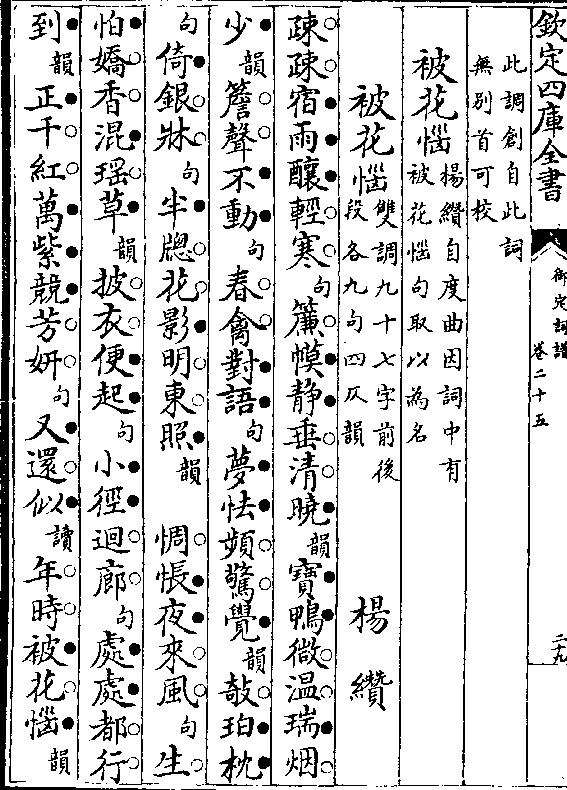 欽定四庫全書
御定詞譜
卷二十五
二九
此調創自此詞
無別首可校
被花惱
楊纘自度曲因詞中有
被花惱句取以為名
被花惱
雙調九十七字前後
段各九句四仄韻
楊纘
疎疎宿雨釀輕寒句簾幙静垂清曉韻寶鴨微温瑞烟
少韻簷聲不動句春禽對語句夢怯頻驚覺韻攲珀枕
句倚銀牀句半牕花影明東照韻惆悵夜來風句生
怕嬌香混瑶草韻披衣便起句小徑迴廊句處處都行
到韻正千紅萬紫競芳妍句又還似讀年時被花惱韻